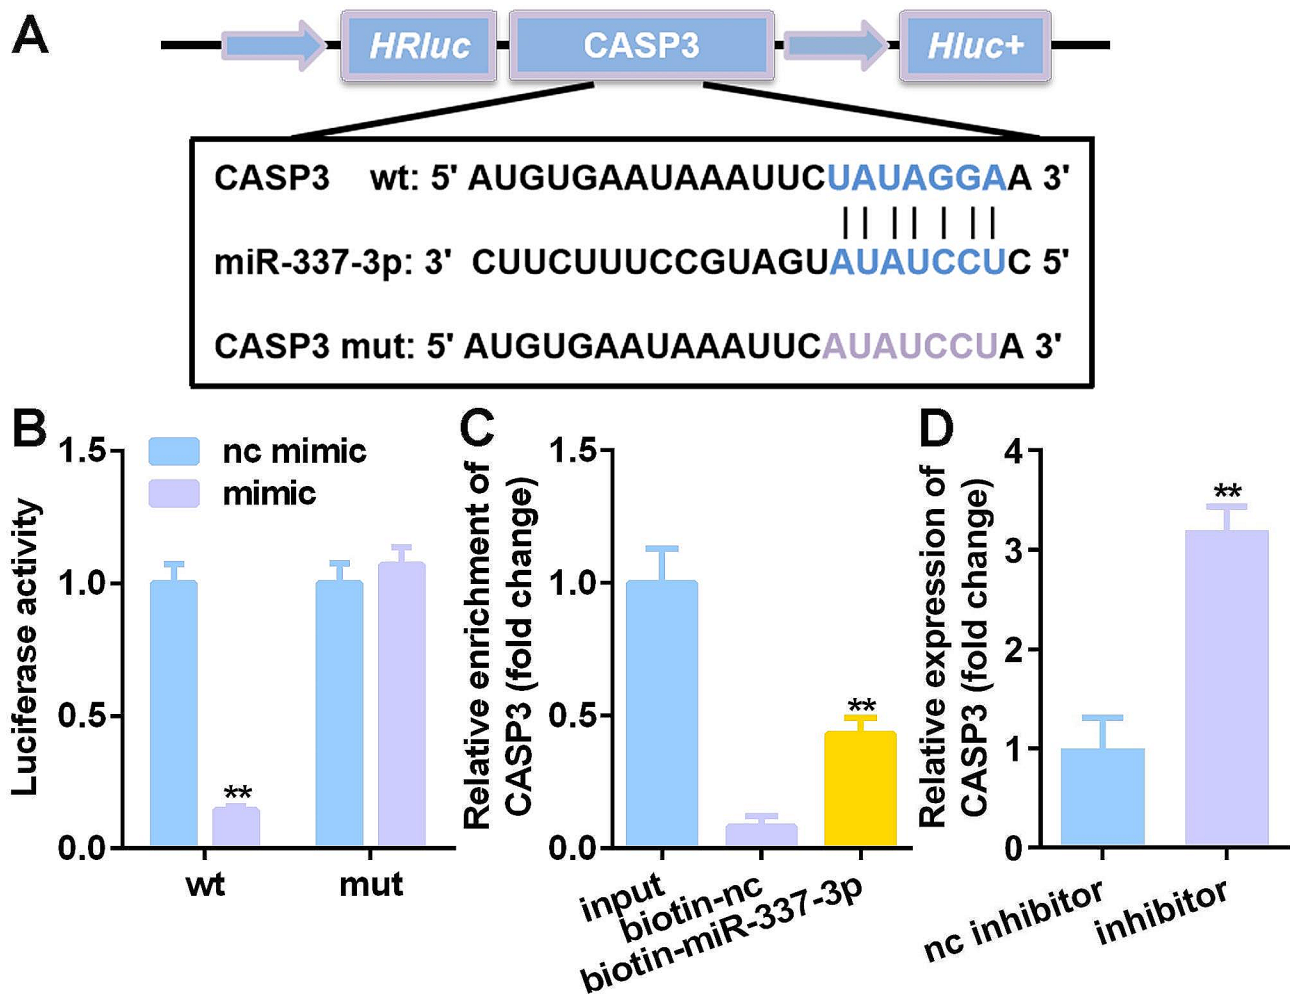 A
HRluc CASP3 Hluc+
CASP3 wt: 5' AUGUGAAUAAAUUCUAUAGGAA 3'
miR-337-3p: 3' CUUCUUUCCGUAGUAUAUCCUC 5'
CASP3 mut: 5' AUGUGAAUAAAUUCAUAUCCUA 3'
B
Luciferase activity
1.5
1.0
0.5
0.0
nc mimic
mimic
**
wt mut
C
Relative enrichment of
CASP3 (fold change)
1.5
1.0
0.5
0.0
**
input
biotin-nc
biotin-miR-337-3p
D
Relative expression of
CASP3 (fold change)
4
3
2
1
0
**
nc inhibitor
inhibitor